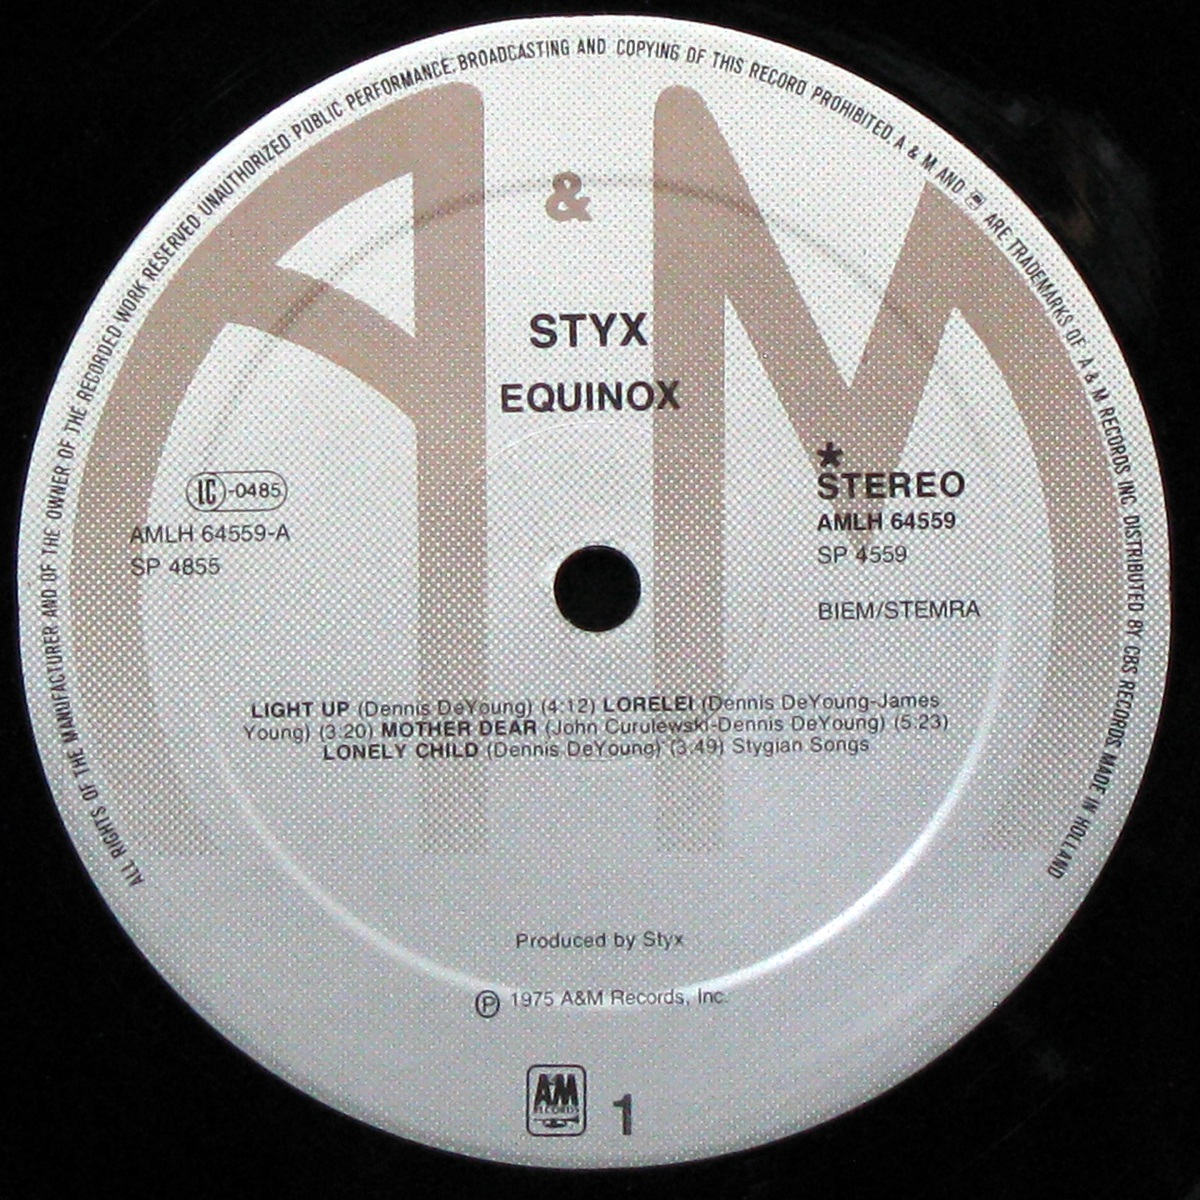 ALL RIGHTS OF THE MANUFACTURER AND OF THE OWNER OF THE RECORDED WORK RESERVED UNAUTHORIZED PUBLIC PERFORMANCE, BROADCASTING AND COPYING OF THIS RECORD PROHIBITED A & M AND ARE TRADEMARKS OF A & M RECORDS INC. DISTRIBUTED BY CBS RECORDS MADE IN HOLLAND
A & M
STYX
EQUINOX
LC-0485
AMLH 64559-A
SP 4855
*
STEREO
AMLH 64559
SP 4559
BIEM/STEMRA
LIGHT UP (Dennis DeYoung) (4:12) LORELEI (Dennis DeYoung-James
Young) (3:20) MOTHER DEAR (John Curulewski-Dennis DeYoung) (5:23)
LONELY CHILD (Dennis DeYoung) (3:49) Stygian Songs
Produced by Styx
℗ 1975 A&M Records, Inc.
A&M
RECORDS
1